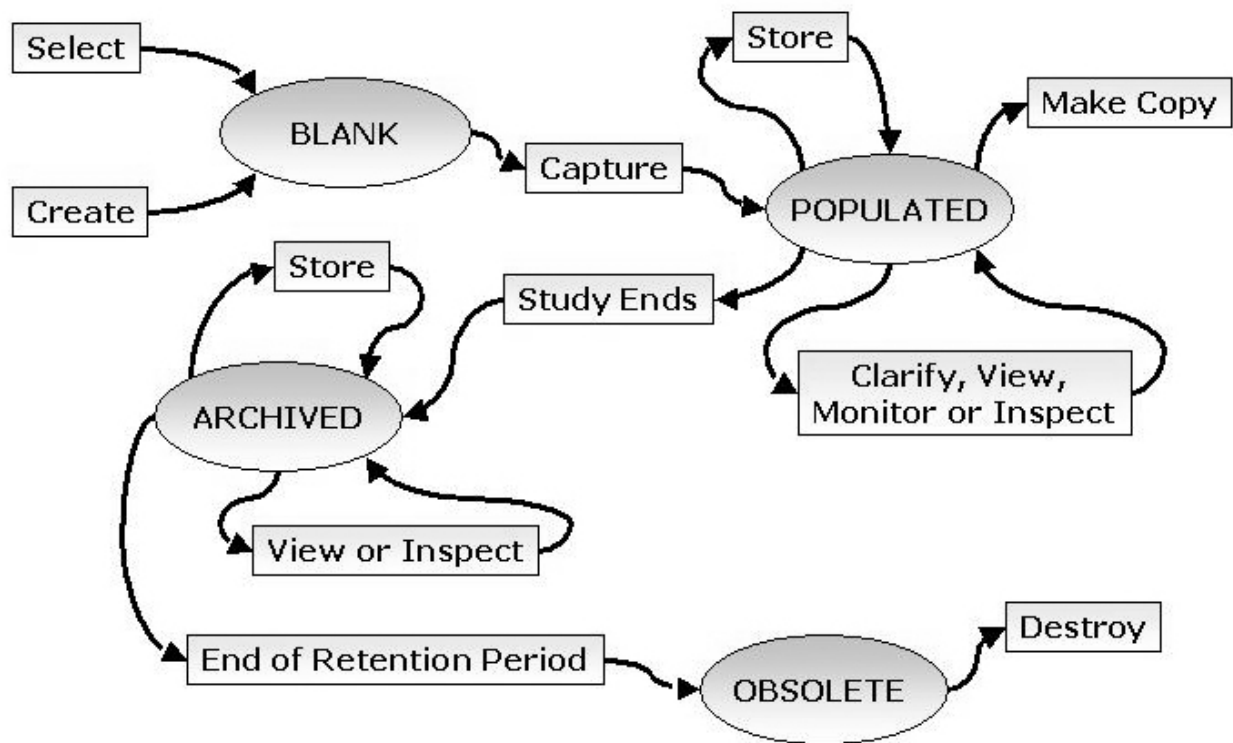 Select
Store
Make Copy
BLANK
Capture
POPULATED
Create
Store
Study Ends
Clarify, View,
Monitor or Inspect
ARCHIVED
View or Inspect
End of Retention Period
Destroy
OBSOLETE